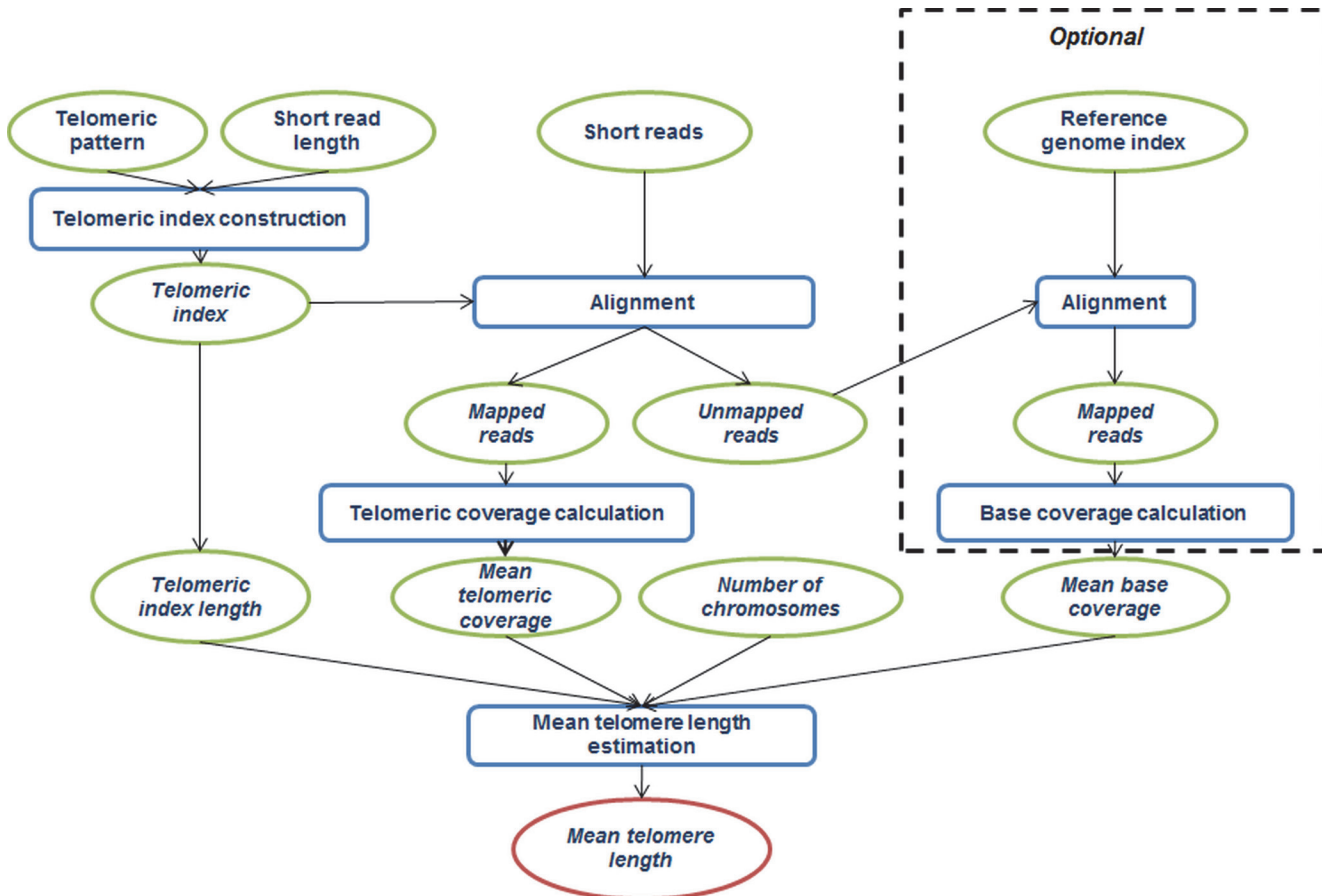 Optional
Telomeric
pattern
Short read
length
Short reads
Reference
genome index
Telomeric index construction
Telomeric
index
Alignment
Alignment
Mapped
reads
Unmapped
reads
Mapped
reads
Telomeric coverage calculation
Base coverage calculation
Telomeric
index length
Mean
telomeric
coverage
Number of
chromosomes
Mean base
coverage
Mean telomere length
estimation
Mean telomere
length